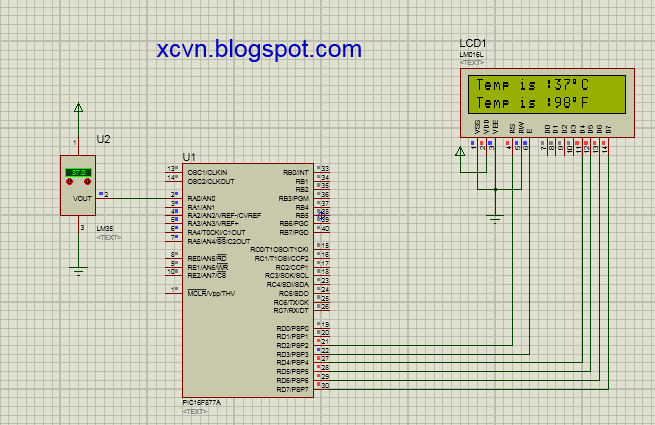 xcvn.blogspot.com
LCD1
LM016L
<TEXT>
Temp is :37°C
Temp is :98°F
VSS VDD VEE RS RW E D0 D1 D2 D3 D4 D5 D6 D7
1 2 3 4 5 6 7 8 9 10 11 12 13 14
U2
1
37.0
VOUT 2
3
LM35
<TEXT>
U1
13 OSC1/CLKIN RB0/INT 33
14 OSC2/CLKOUT RB1 34
RB2 35
2 RA0/AN0 RB3/PGM 36
3 RA1/AN1 RB4 37
4 RA2/AN2/VREF-/CVREF RB5
5 RA3/AN3/VREF+ RB6/PGC 39
6 RA4/T0CKI/C1OUT RB7/PGD 40
7 RA5/AN4/SS/C2OUT
RC0/T1OSO/T1CKI 15
8 RE0/AN5/RD RC1/T1OSI/CCP2 16
9 RE1/AN6/WR RC2/CCP1 17
10 RE2/AN7/CS RC3/SCK/SCL 18
RC4/SDI/SDA 23
1 MCLR/Vpp/THV RC5/SDO 24
RC6/TX/CK 25
RC7/RX/DT 26
RD0/PSP0 19
RD1/PSP1 20
RD2/PSP2 21
RD3/PSP3 22
RD4/PSP4 27
RD5/PSP5 28
RD6/PSP6 29
RD7/PSP7 30
PIC16F877A
<TEXT>